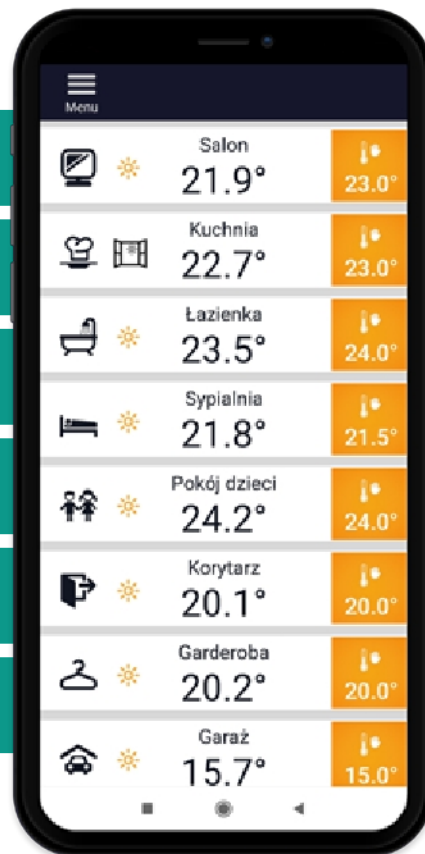 Menu
Salon
21.9°
23.0°
Kuchnia
22.7°
23.0°
Łazienka
23.5°
24.0°
Sypialnia
21.8°
21.5°
Pokój dzieci
24.2°
24.0°
Korytarz
20.1°
20.0°
Garderoba
20.2°
20.0°
Garaż
15.7°
15.0°